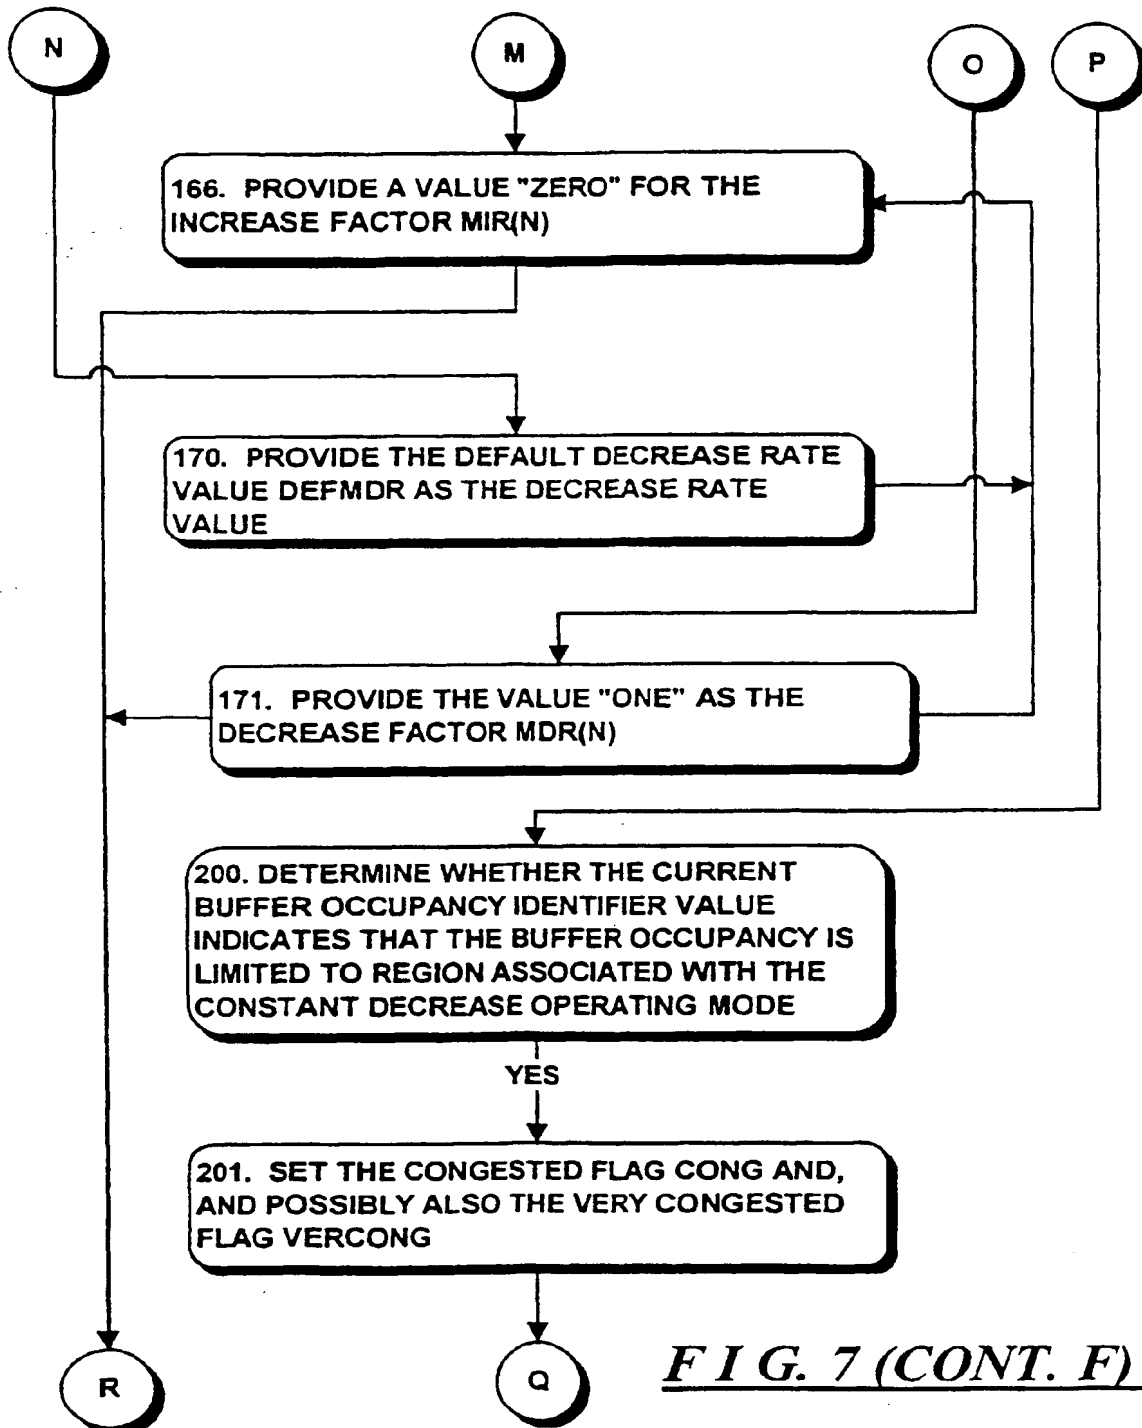 N
M
O
P
166. PROVIDE A VALUE "ZERO" FOR THE
INCREASE FACTOR MIR(N)
170. PROVIDE THE DEFAULT DECREASE RATE
VALUE DEFMDR AS THE DECREASE RATE
VALUE
171. PROVIDE THE VALUE "ONE" AS THE
DECREASE FACTOR MDR(N)
200. DETERMINE WHETHER THE CURRENT
BUFFER OCCUPANCY IDENTIFIER VALUE
INDICATES THAT THE BUFFER OCCUPANCY IS
LIMITED TO REGION ASSOCIATED WITH THE
CONSTANT DECREASE OPERATING MODE
YES
201. SET THE CONGESTED FLAG CONG AND,
AND POSSIBLY ALSO THE VERY CONGESTED
FLAG VERCONG
R
Q
FIG. 7 (CONT. F)